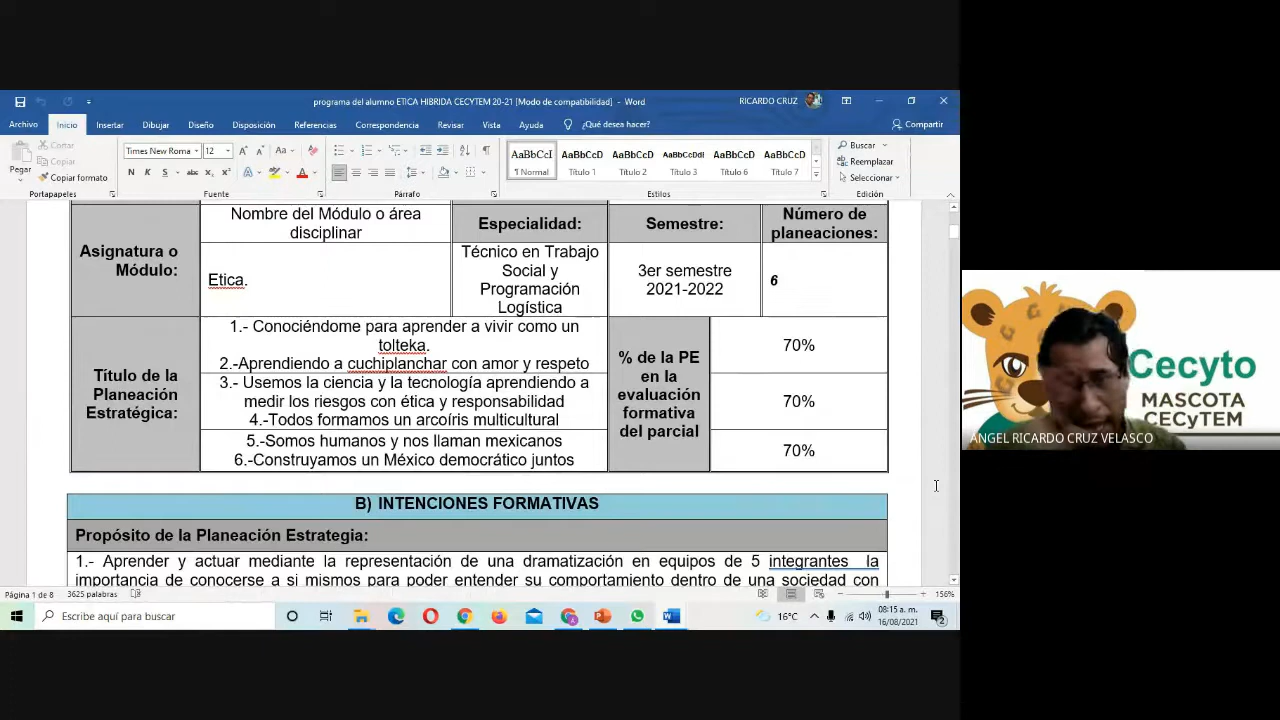 programa del alumno ETICA HIBRIDA CECYTEM 20-21 [Modo de compatibilidad] - Word
RICARDO CRUZ
Archivo Inicio Insertar Dibujar Diseño Disposición Referencias Correspondencia Revisar Vista Ayuda ¿Qué desea hacer? Compartir
Pegar
Cortar
Copiar
Copiar formato
Portapapeles
Times New Roma 12
Fuente
Párrafo
AaBbCcI AaBbCcD AaBbCcD AaBbCcDdI AaBbCcD AaBbCcD
¶ Normal Título 1 Título 2 Título 3 Título 6 Título 7
Estilos
Buscar
Reemplazar
Seleccionar
Edición
Asignatura o
Módulo:
Nombre del Módulo o área
disciplinar
Especialidad:
Semestre:
Número de
planeaciones:
Etica.
Técnico en Trabajo
Social y
Programación
Logística
3er semestre
2021-2022
6
Título de la
Planeación
Estratégica:
1.- Conociéndome para aprender a vivir como un
tolteka.
2.-Aprendiendo a cuchiplanchar con amor y respeto
3.- Usemos la ciencia y la tecnología aprendiendo a
medir los riesgos con ética y responsabilidad
4.-Todos formamos un arcoíris multicultural
5.-Somos humanos y nos llaman mexicanos
6.-Construyamos un México democrático juntos
% de la PE
en la
evaluación
formativa
del parcial
70%
70%
70%
B) INTENCIONES FORMATIVAS
Propósito de la Planeación Estrategia:
1.- Aprender y actuar mediante la representación de una dramatización en equipos de 5 integrantes la
importancia de conocerse a si mismos para poder entender su comportamiento dentro de una sociedad con
Página 1 de 8 3625 palabras
156%
Escribe aquí para buscar
16°C
08:15 a. m.
16/08/2021
2
Cecyto
MASCOTA
CECyTEM
ANGEL RICARDO CRUZ VELASCO